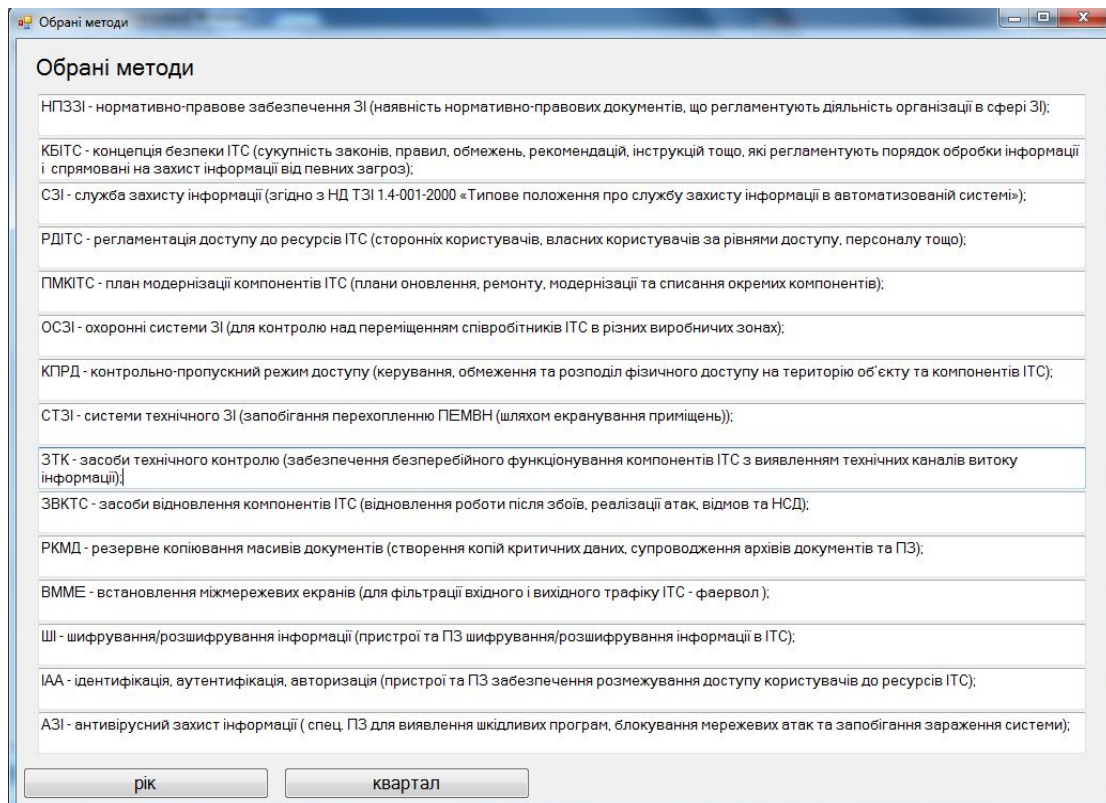 Обрані методи
Обрані методи
НПЗЗІ - нормативно-правове забезпечення ЗІ (наявність нормативно-правових документів, що регламентують діяльність організації в сфері ЗІ);
КБІТС - концепція безпеки ІТС (сукупність законів, правил, обмежень, рекомендацій, інструкцій тощо, які регламентують порядок обробки інформації
і спрямовані на захист інформації від певних загроз);
СЗІ - служба захисту інформації (згідно з НД ТЗІ 1.4-001-2000 «Типове положення про службу захисту інформації в автоматизованій системі»);
РДІТС - регламентація доступу до ресурсів ІТС (сторонніх користувачів, власних користувачів за рівнями доступу, персоналу тощо);
ПМКІТС - план модернізації компонентів ІТС (плани оновлення, ремонту, модернізації та списання окремих компонентів);
ОСЗІ - охоронні системи ЗІ (для контролю над переміщенням співробітників ІТС в різних виробничих зонах);
КПРД - контрольно-пропускний режим доступу (керування, обмеження та розподіл фізичного доступу на територію об'єкту та компонентів ІТС);
СТЗІ - системи технічного ЗІ (запобігання перехопленню ПЕМВН (шляхом екранування приміщень));
ЗТК - засоби технічного контролю (забезпечення безперебійного функціонування компонентів ІТС з виявленням технічних каналів витоку
інформації);
ЗВКТС - засоби відновлення компонентів ІТС (відновлення роботи після збоїв, реалізації атак, відмов та НСД);
РКМД - резервне копіювання масивів документів (створення копій критичних даних, супроводження архівів документів та ПЗ);
ВММЕ - встановлення міжмережевих екранів (для фільтрації вхідного і вихідного трафіку ІТС - фаервол );
ШІ - шифрування/розшифрування інформації (пристрої та ПЗ шифрування/розшифрування інформації в ІТС);
ІАА - ідентифікація, аутентифікація, авторизація (пристрої та ПЗ забезпечення розмежування доступу користувачів до ресурсів ІТС);
АЗІ - антивірусний захист інформації ( спец. ПЗ для виявлення шкідливих програм, блокування мережевих атак та запобігання зараження системи);
рік
квартал